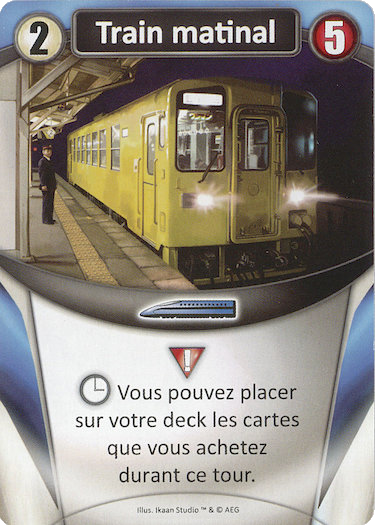 2 Train matinal 5
Vous pouvez placer
sur votre deck les cartes
que vous achetez
durant ce tour.
Illus. Ikaan Studio ™ & © AEG